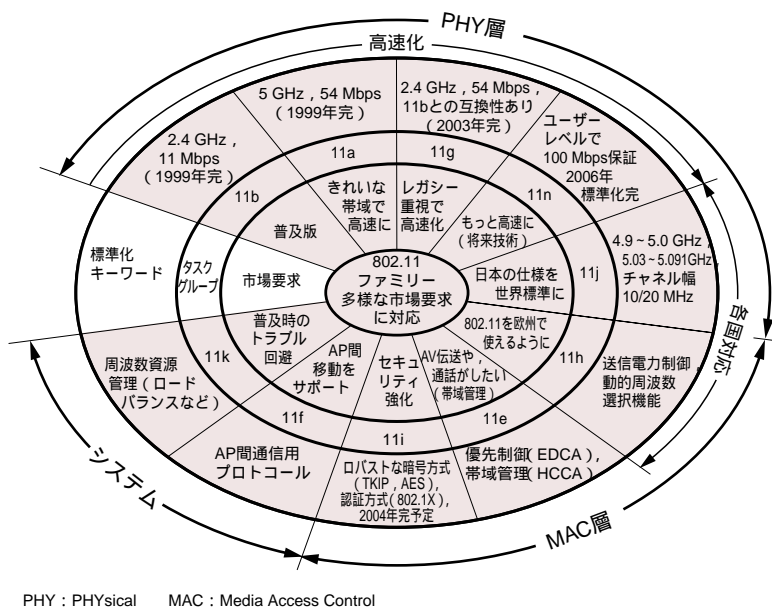 PHY層
高速化
5 GHz，54 Mbps
（1999年完）
2.4 GHz，54 Mbps，
11bとの互換性あり
（2003年完）
ユーザー
レベルで
100 Mbps保証
2006年
標準化完
2.4 GHz，
11 Mbps
（1999年完）
11a
11g
11b
11n
きれいな
帯域で
高速に
レガシー
重視で
高速化
普及版
もっと高速に
（将来技術）
標準化
キーワード
タスク
グループ
市場要求
802.11
ファミリー
多様な市場要求
に対応
日本の仕様を
世界標準に
11j
4.9～5.0 GHz，
5.03～5.091GHz，
チャネル幅
10/20 MHz
各国対応
802.11を欧州で
使えるように
11h
送信電力制御，
動的周波数
選択機能
普及時の
トラブル
回避
AP間
移動を
サポート
セキュ
リティ
強化
AV伝送や，
通話がしたい
（帯域管理）
周波数資源
管理（ロード
バランスなど）
11k
11f
11i
11e
AP間通信用
プロトコール
ロバストな暗号方式
（TKIP，AES），
認証方式（802.1X），
2004年完予定
優先制御（EDCA），
帯域管理（HCCA）
システム
MAC層
PHY：PHYsical　　MAC：Media Access Control